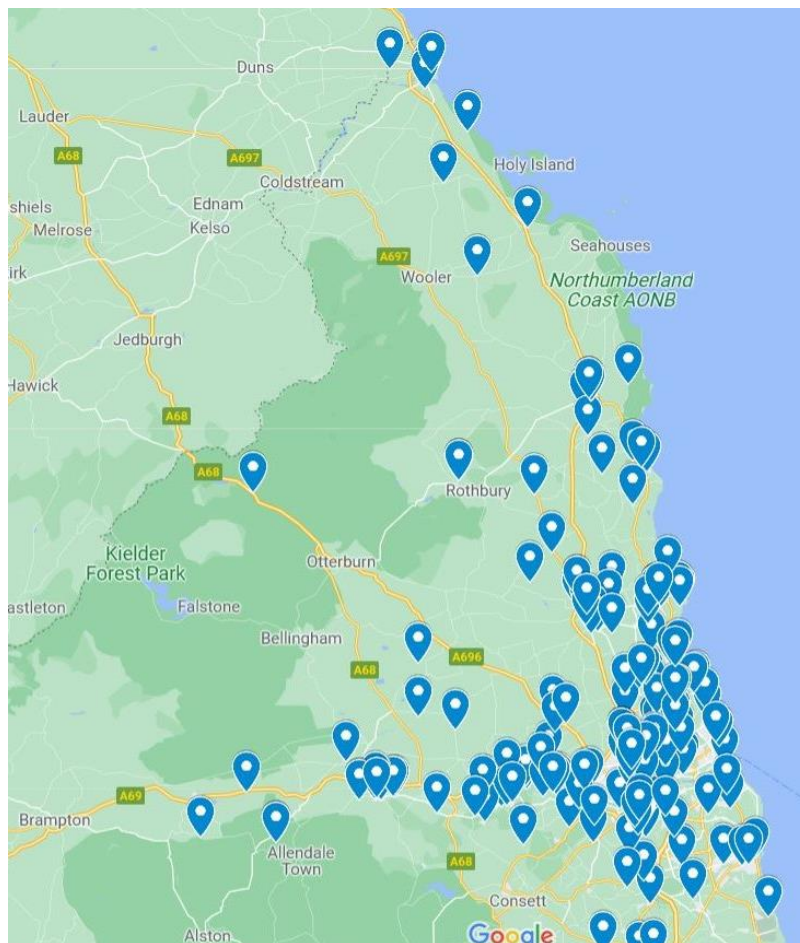 Duns
Lauder
A68
A697
Coldstream
Holy Island
shiels
Ednam
Melrose
Kelso
Seahouses
kirk
A697
Wooler
Northumberland
Coast AONB
Jedburgh
Hawick
A68
A68
Rothbury
Kielder
Forest Park
Otterburn
astleton
Falstone
Bellingham
A68
A696
A69
Brampton
Allendale
Town
A68
Consett
Alston
Google